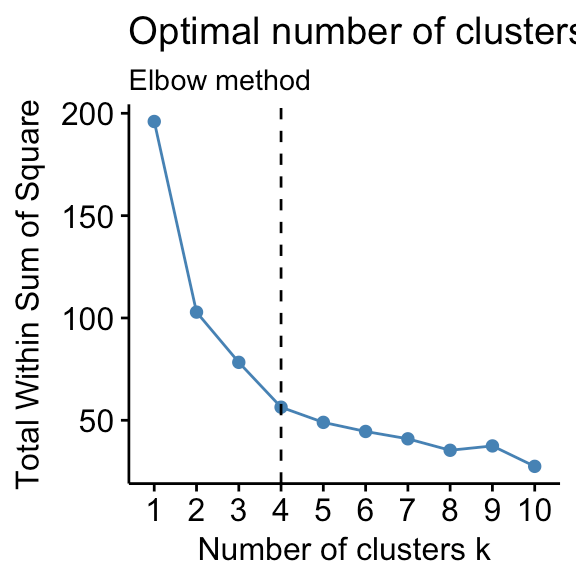 Optimal number of clusters
Elbow method
Total Within Sum of Square
200
150
100
50
1 2 3 4 5 6 7 8 9 10
Number of clusters k